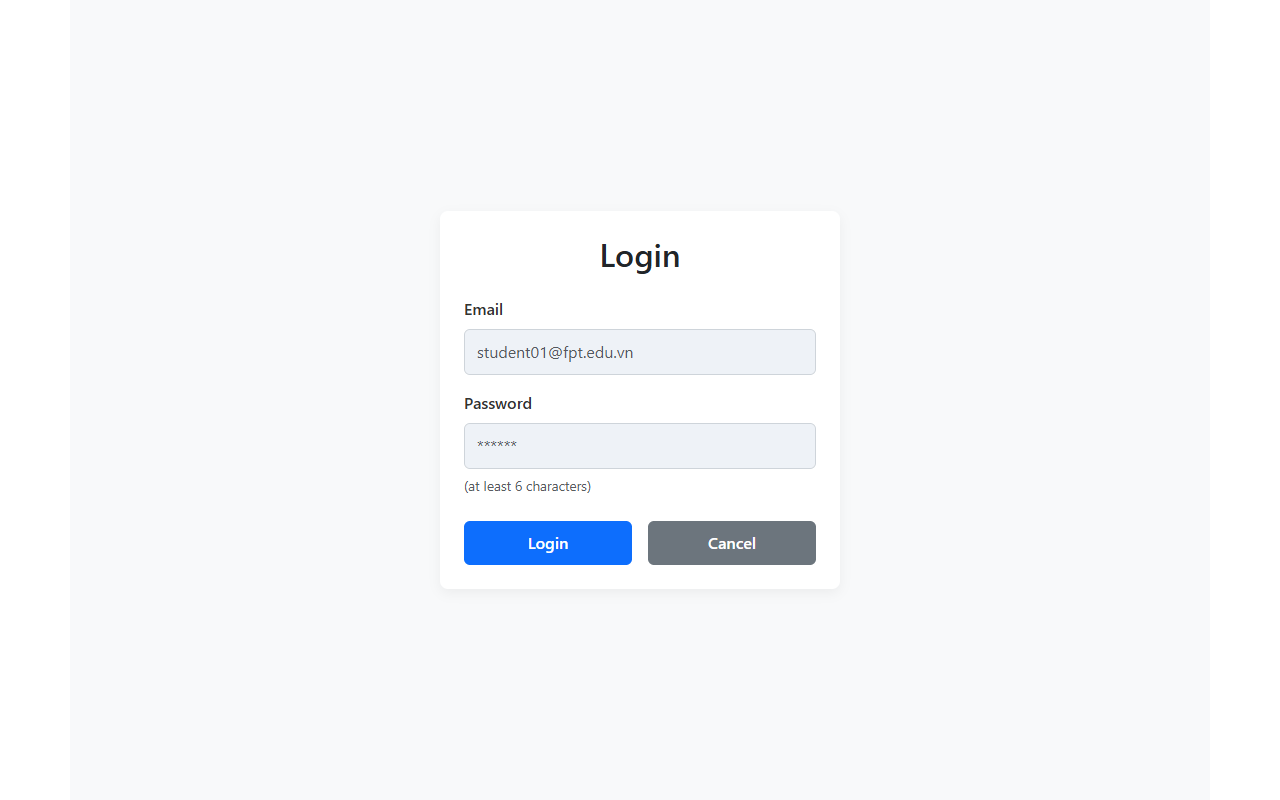 Login
Email
student01@fpt.edu.vn
Password
******
(at least 6 characters)
Login
Cancel